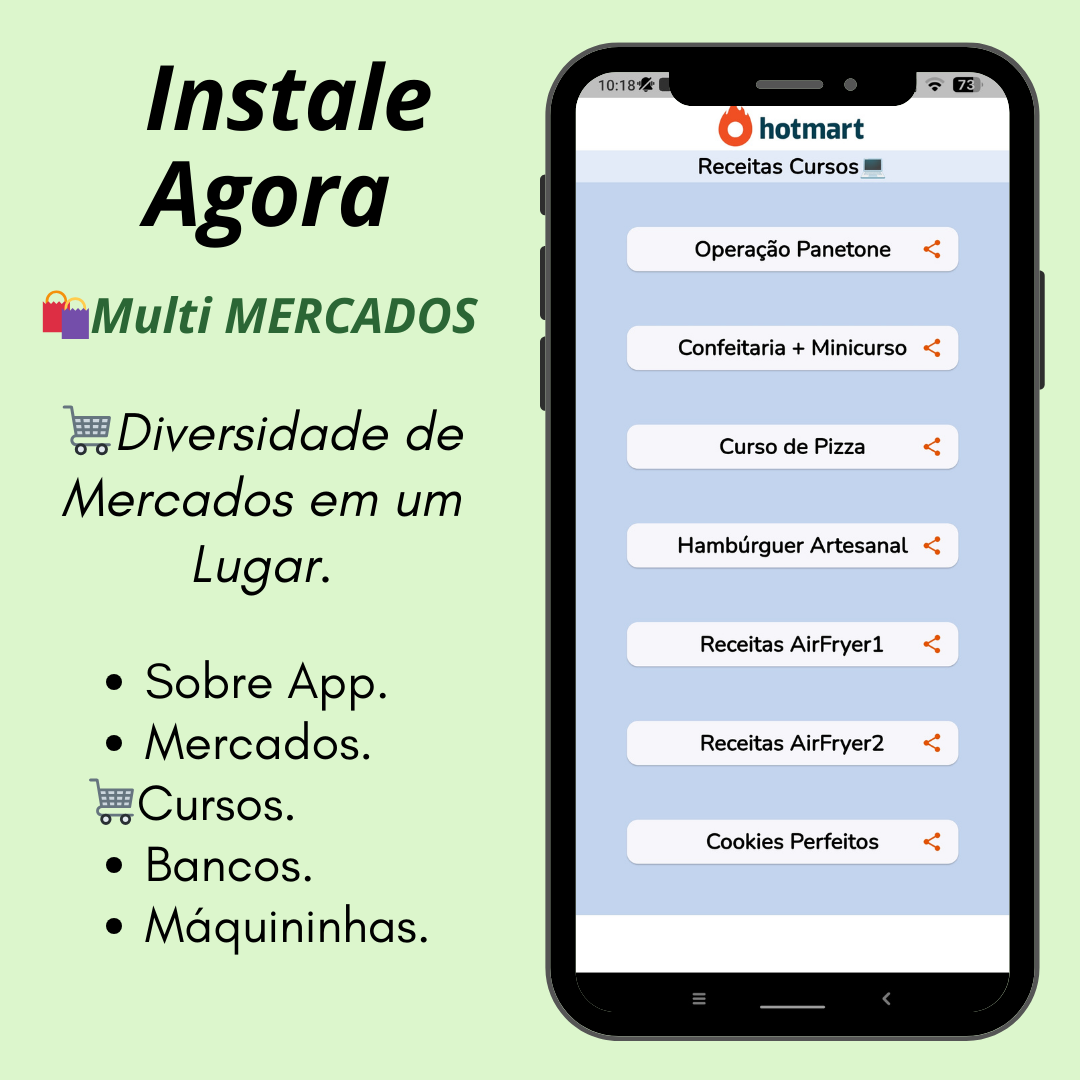 Instale
Agora
🛍️Multi MERCADOS
🛒Diversidade de
Mercados em um
Lugar.
• Sobre App.
• Mercados.
🛒Cursos.
• Bancos.
• Máquininhas.
10:18
73
hotmart
Receitas Cursos💻
Operação Panetone
Confeitaria + Minicurso
Curso de Pizza
Hambúrguer Artesanal
Receitas AirFryer1
Receitas AirFryer2
Cookies Perfeitos